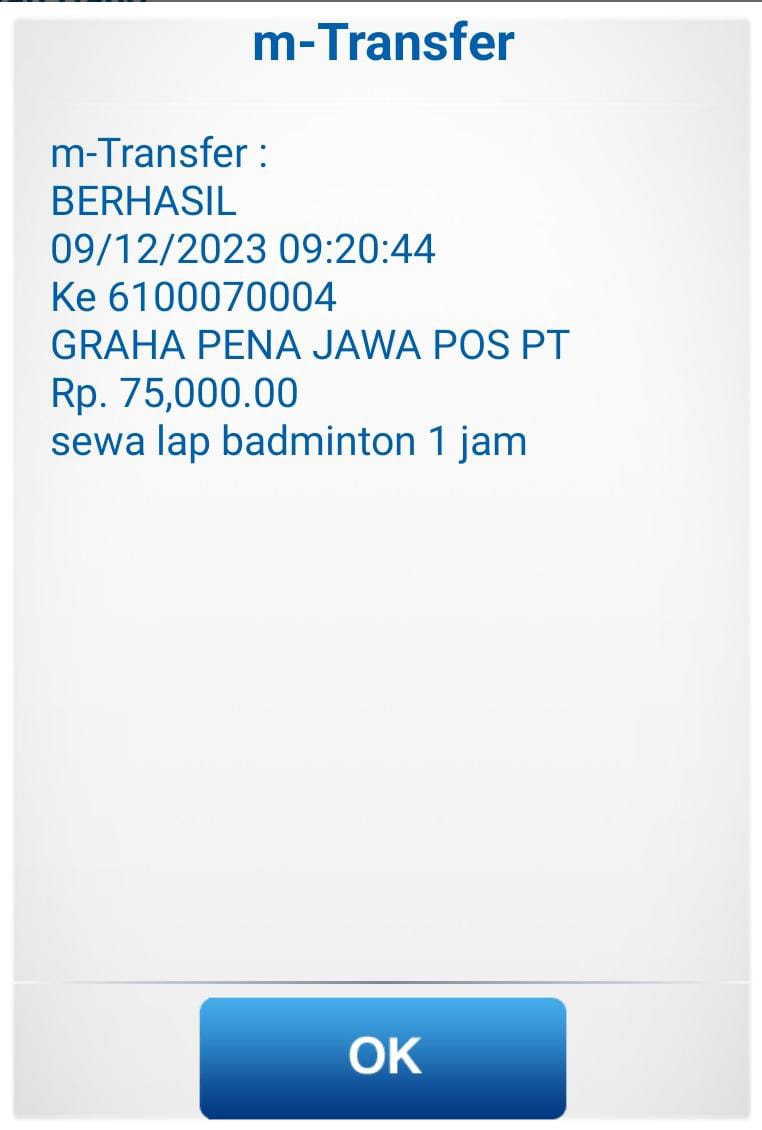 m-Transfer
m-Transfer :
BERHASIL
09/12/2023 09:20:44
Ke 6100070004
GRAHA PENA JAWA POS PT
Rp. 75,000.00
sewa lap badminton 1 jam
OK